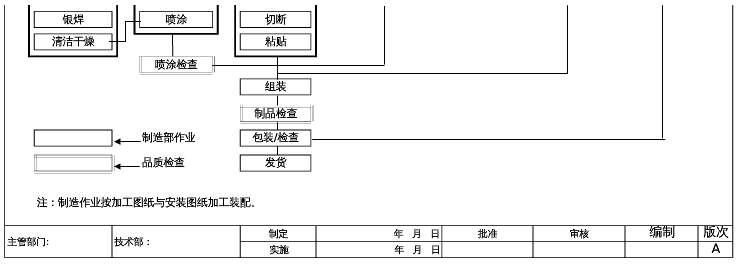 银焊 喷涂 切断
清洁干燥 粘贴
喷涂检查
组装
制品检查
制造部作业 包装/检查
品质检查 发货
注：制造作业按加工图纸与安装图纸加工装配。
主管部门: 技术部： 制定 年 月 日 批准 审核 编制 版次
实施 年 月 日 A